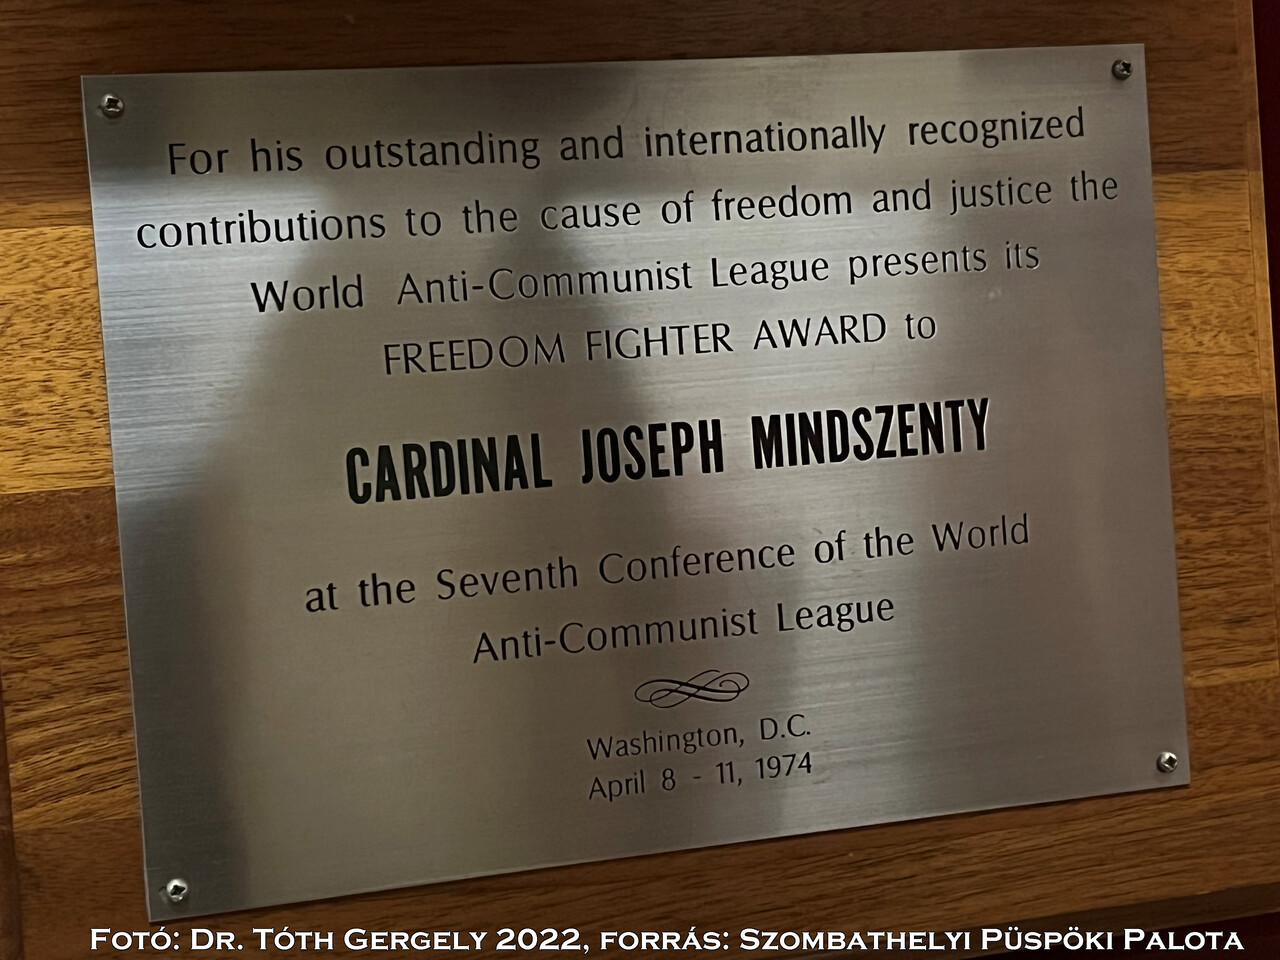 For his outstanding and internationally recognized
contributions to the cause of freedom and justice the
World Anti-Communist League presents its
FREEDOM FIGHTER AWARD to
CARDINAL JOSEPH MINDSZENTY
at the Seventh Conference of the World
Anti-Communist League
Washington, D.C.
April 8 - 11, 1974
Fotó: Dr. Tóth Gergely 2022, forrás: Szombathelyi Püspöki Palota